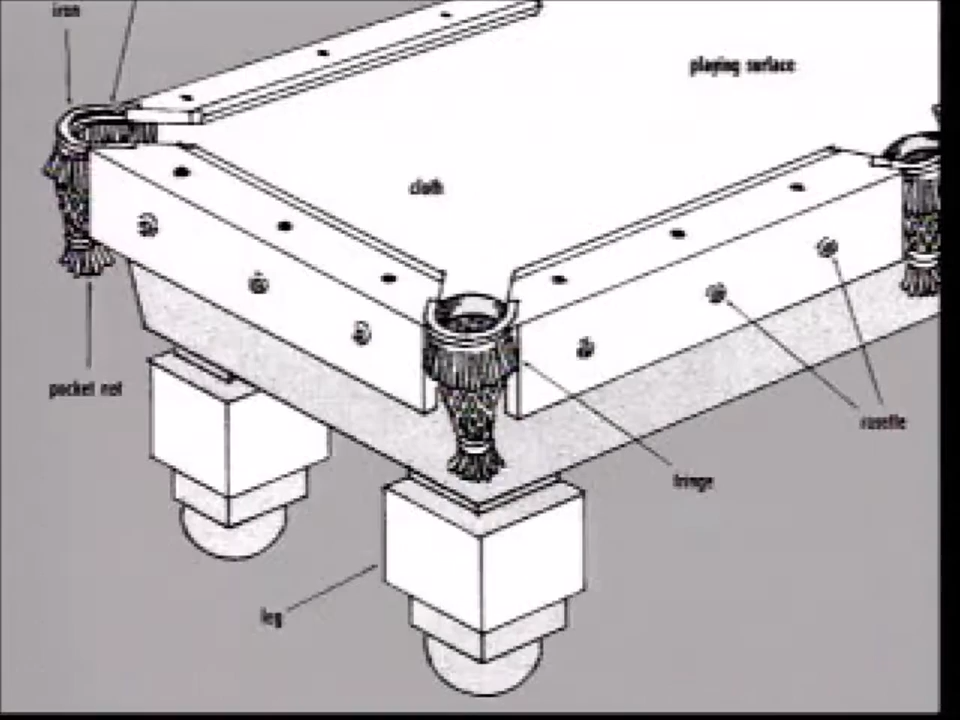 iron
playing surface
cloth
pocket net
rosette
fringe
leg